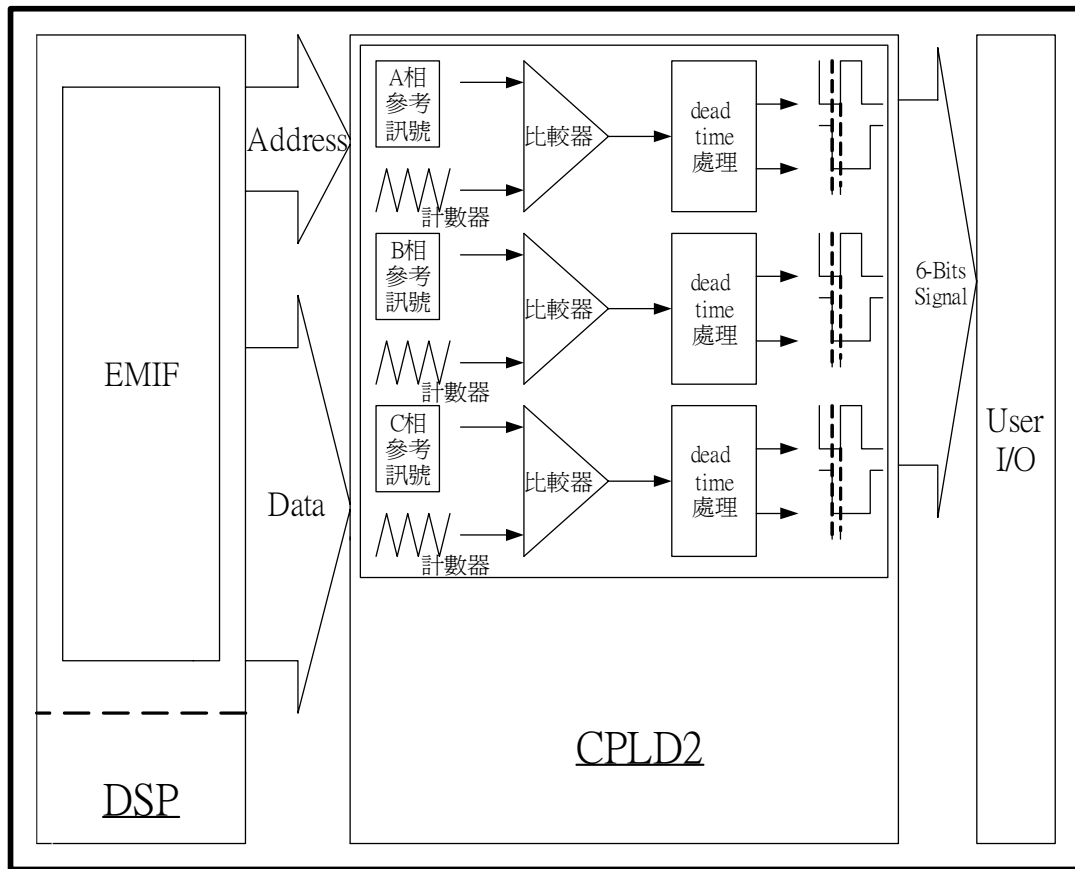 EMIF
DSP
Address
Data
A相
參考
訊號
計數器
比較器
dead
time
處理
B相
參考
訊號
計數器
比較器
dead
time
處理
C相
參考
訊號
計數器
比較器
dead
time
處理
CPLD2
6-Bits
Signal
User
I/O